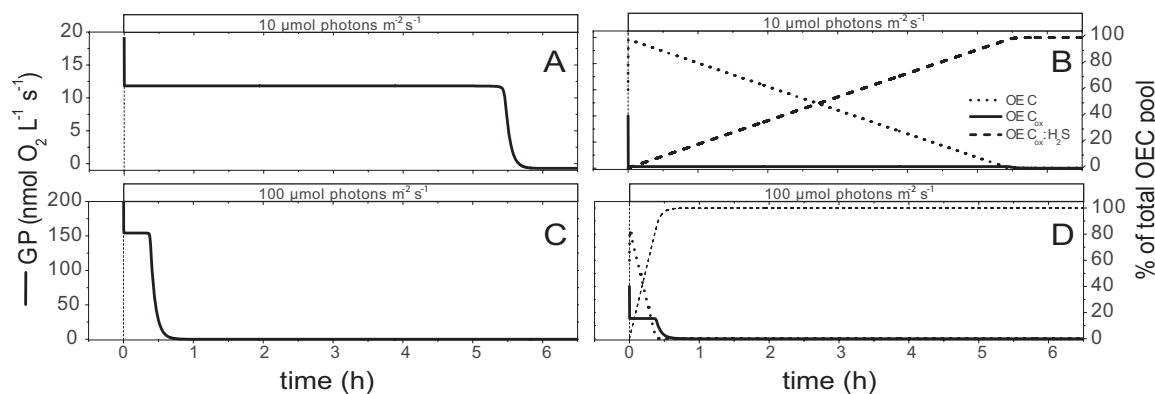 10 µmol photons m⁻² s⁻¹
10 µmol photons m⁻² s⁻¹
A
B
20
15
10
5
0
100
80
60
40
20
0
OEC
OECₒₓ
OECₒₓ:H₂S
100 µmol photons m⁻² s⁻¹
100 µmol photons m⁻² s⁻¹
C
D
200
150
100
50
0
100
80
60
40
20
0
GP (nmol O₂ L⁻¹ s⁻¹)
% of total OEC pool
0 1 2 3 4 5 6
0 1 2 3 4 5 6
time (h)
time (h)